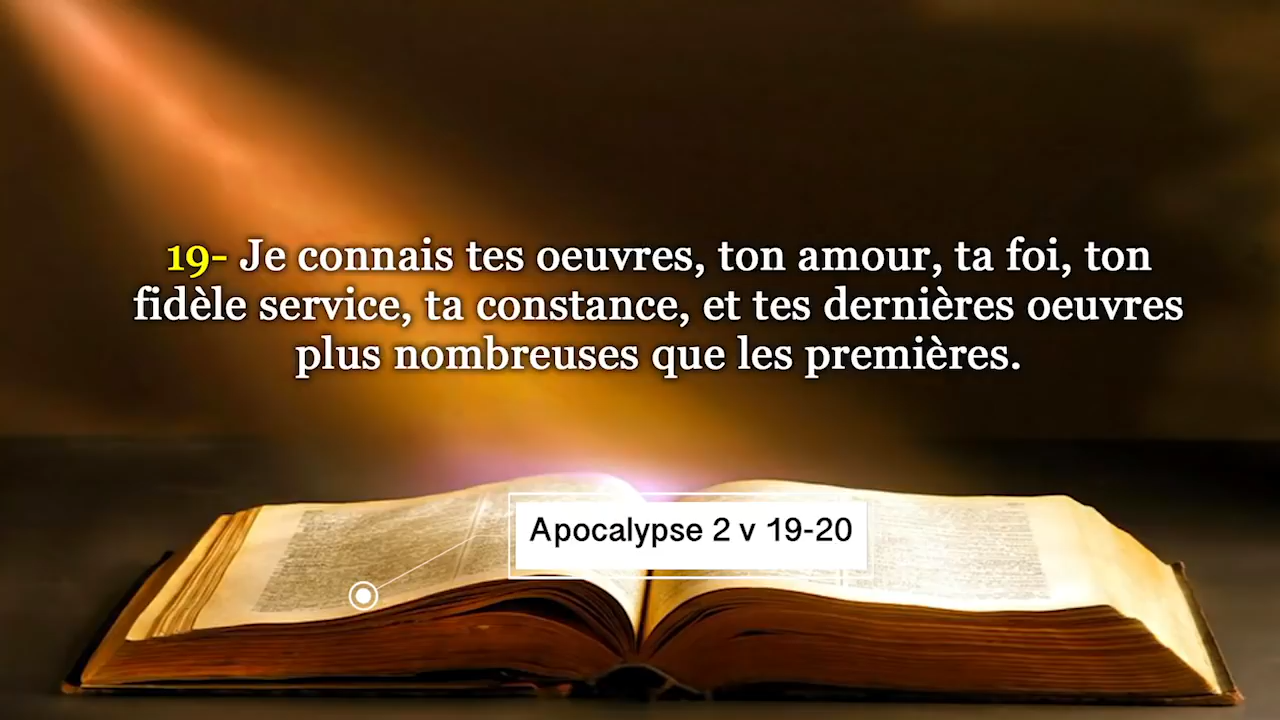 19- Je connais tes oeuvres, ton amour, ta foi, ton
fidèle service, ta constance, et tes dernières oeuvres
plus nombreuses que les premières.
Apocalypse 2 v 19-20